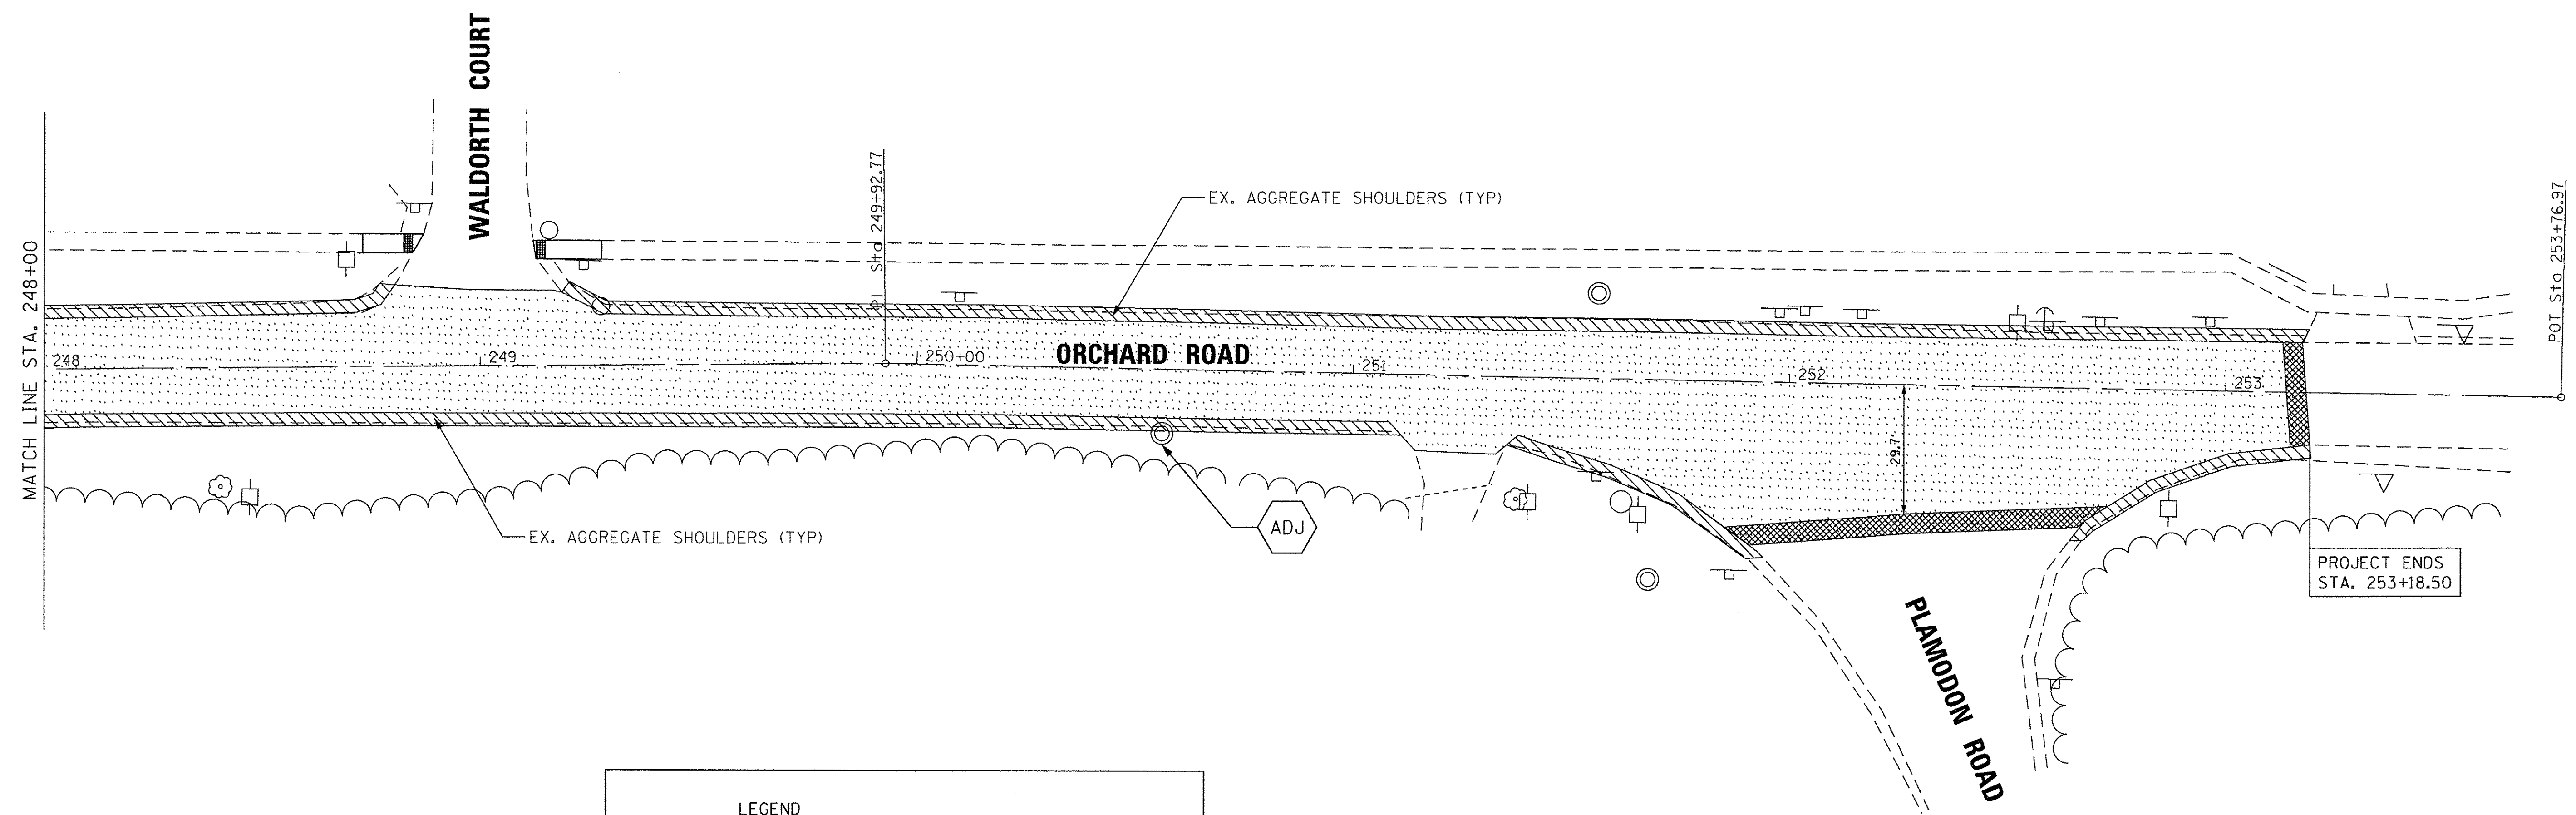 WALDORTH COURT
MATCH LINE STA. 248+00
PI Sta 249+92.77
EX. AGGREGATE SHOULDERS (TYP)
POT Sta 253+76.97
248
249
250+00
ORCHARD ROAD
251
252
253
29.7'
ADJ
EX. AGGREGATE SHOULDERS (TYP)
PROJECT ENDS
STA. 253+18.50
PLAMODON ROAD
LEGEND